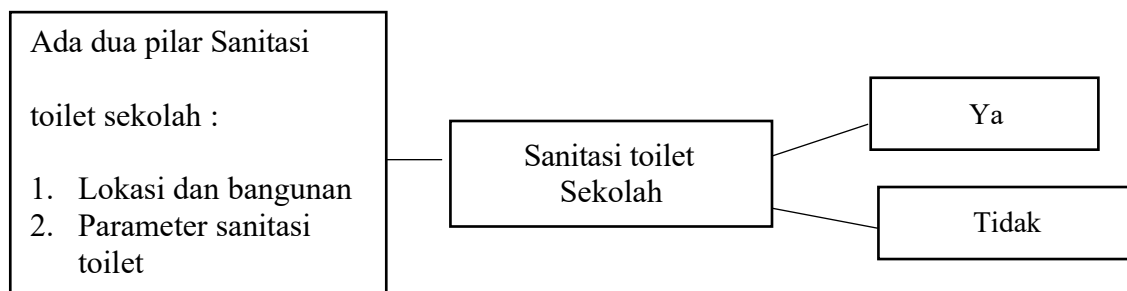 Ada dua pilar Sanitasi
toilet sekolah :
1. Lokasi dan bangunan
2. Parameter sanitasi
toilet
Sanitasi toilet
Sekolah
Ya
Tidak